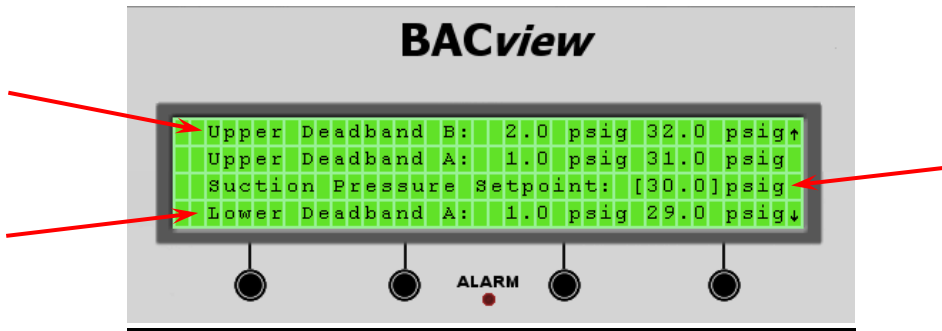 BACview
Upper Deadband B: 2.0 psig 32.0 psig↑
Upper Deadband A: 1.0 psig 31.0 psig
Suction Pressure Setpoint: [30.0]psig
Lower Deadband A: 1.0 psig 29.0 psig↓
ALARM